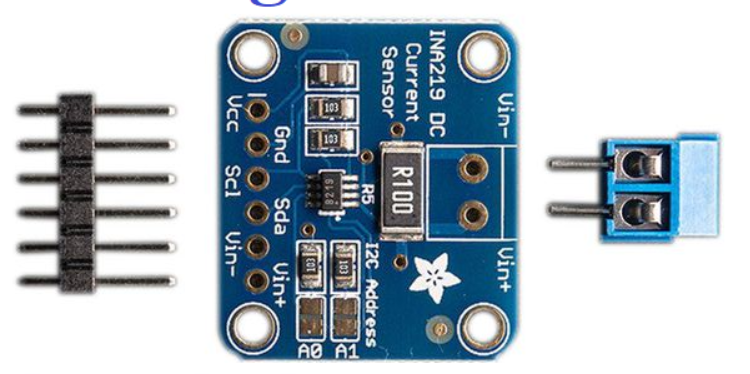 INA219 DC
Current
Sensor
Vcc
Gnd
Scl
Sda
Vin-
Vin+
103
103
R100
R5
Vin-
Vin+
103
103
I2C Address
A0 A1